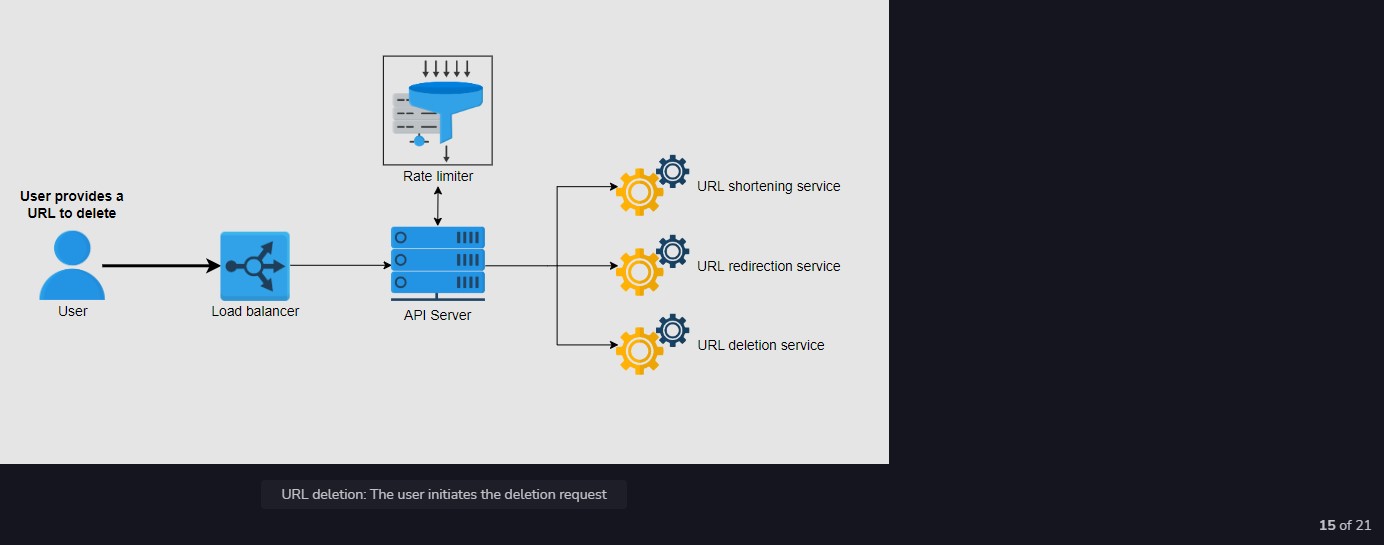 Rate limiter
User provides a
URL to delete
User
Load balancer
API Server
URL shortening service
URL redirection service
URL deletion service
URL deletion: The user initiates the deletion request
15 of 21